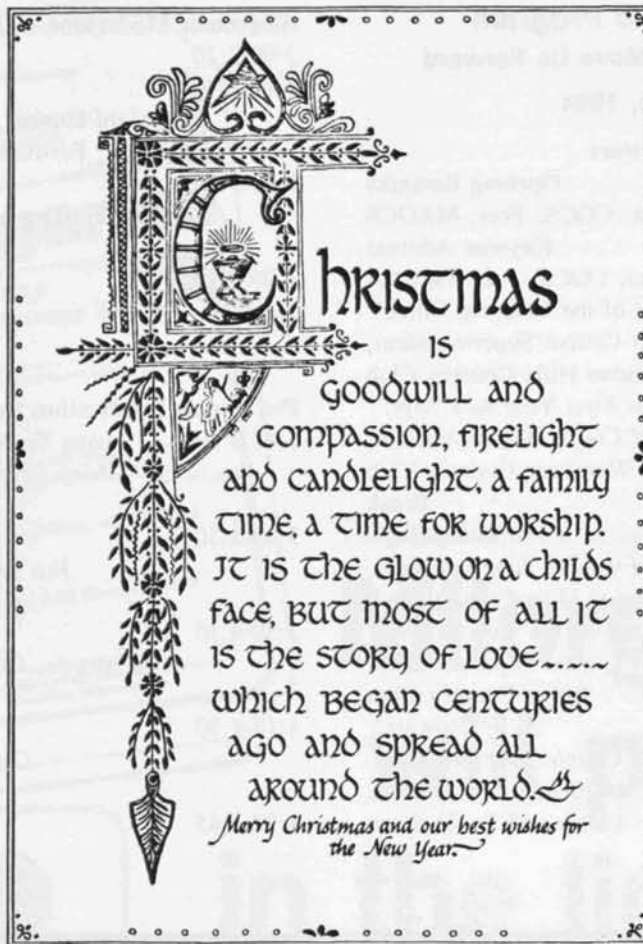 CHRISTMAS
IS
GOODWILL AND
COMPASSION, FIRELIGHT
AND CANDLELIGHT, A FAMILY
TIME, A TIME FOR WORSHIP.
IT IS THE GLOW ON A CHILDS
FACE, BUT MOST OF ALL IT
IS THE STORY OF LOVE.......
WHICH BEGAN CENTURIES
AGO AND SPREAD ALL
AROUND THE WORLD.
Merry Christmas and our best wishes for
the New Year.